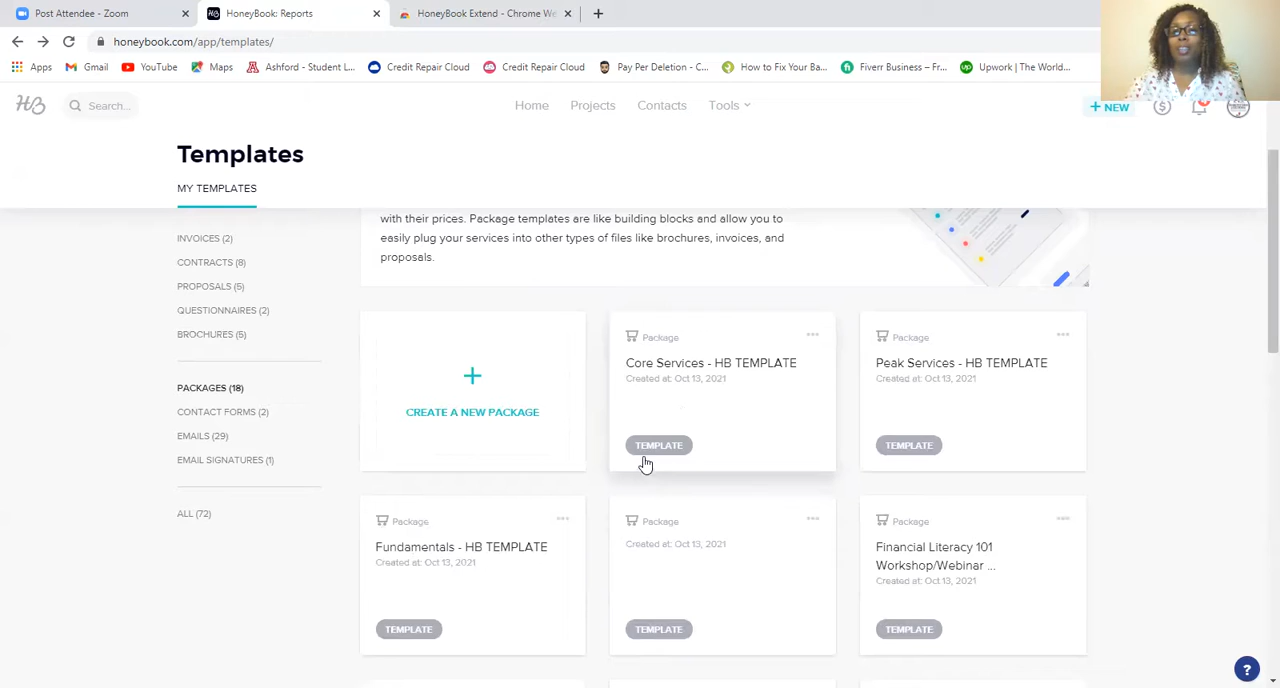 Post Attendee - Zoom
HoneyBook: Reports
HoneyBook Extend - Chrome We
honeybook.com/app/templates/
Apps
Gmail
YouTube
Maps
Ashford - Student L...
Credit Repair Cloud
Credit Repair Cloud
Pay Per Deletion - C...
How to Fix Your Ba...
Fiverr Business – Fr...
Upwork | The World...
HB
Search...
Home
Projects
Contacts
Tools
+ NEW
Templates
MY TEMPLATES
INVOICES (2)
CONTRACTS (8)
PROPOSALS (5)
QUESTIONNAIRES (2)
BROCHURES (5)
PACKAGES (18)
CONTACT FORMS (2)
EMAILS (29)
EMAIL SIGNATURES (1)
ALL (72)
with their prices. Package templates are like building blocks and allow you to
easily plug your services into other types of files like brochures, invoices, and
proposals.
+
CREATE A NEW PACKAGE
Package
Core Services - HB TEMPLATE
Created at: Oct 13, 2021
TEMPLATE
Package
Peak Services - HB TEMPLATE
Created at: Oct 13, 2021
TEMPLATE
Package
Fundamentals - HB TEMPLATE
Created at: Oct 13, 2021
TEMPLATE
Package
Created at: Oct 13, 2021
TEMPLATE
Package
Financial Literacy 101
Workshop/Webinar ...
Created at: Oct 13, 2021
TEMPLATE
?